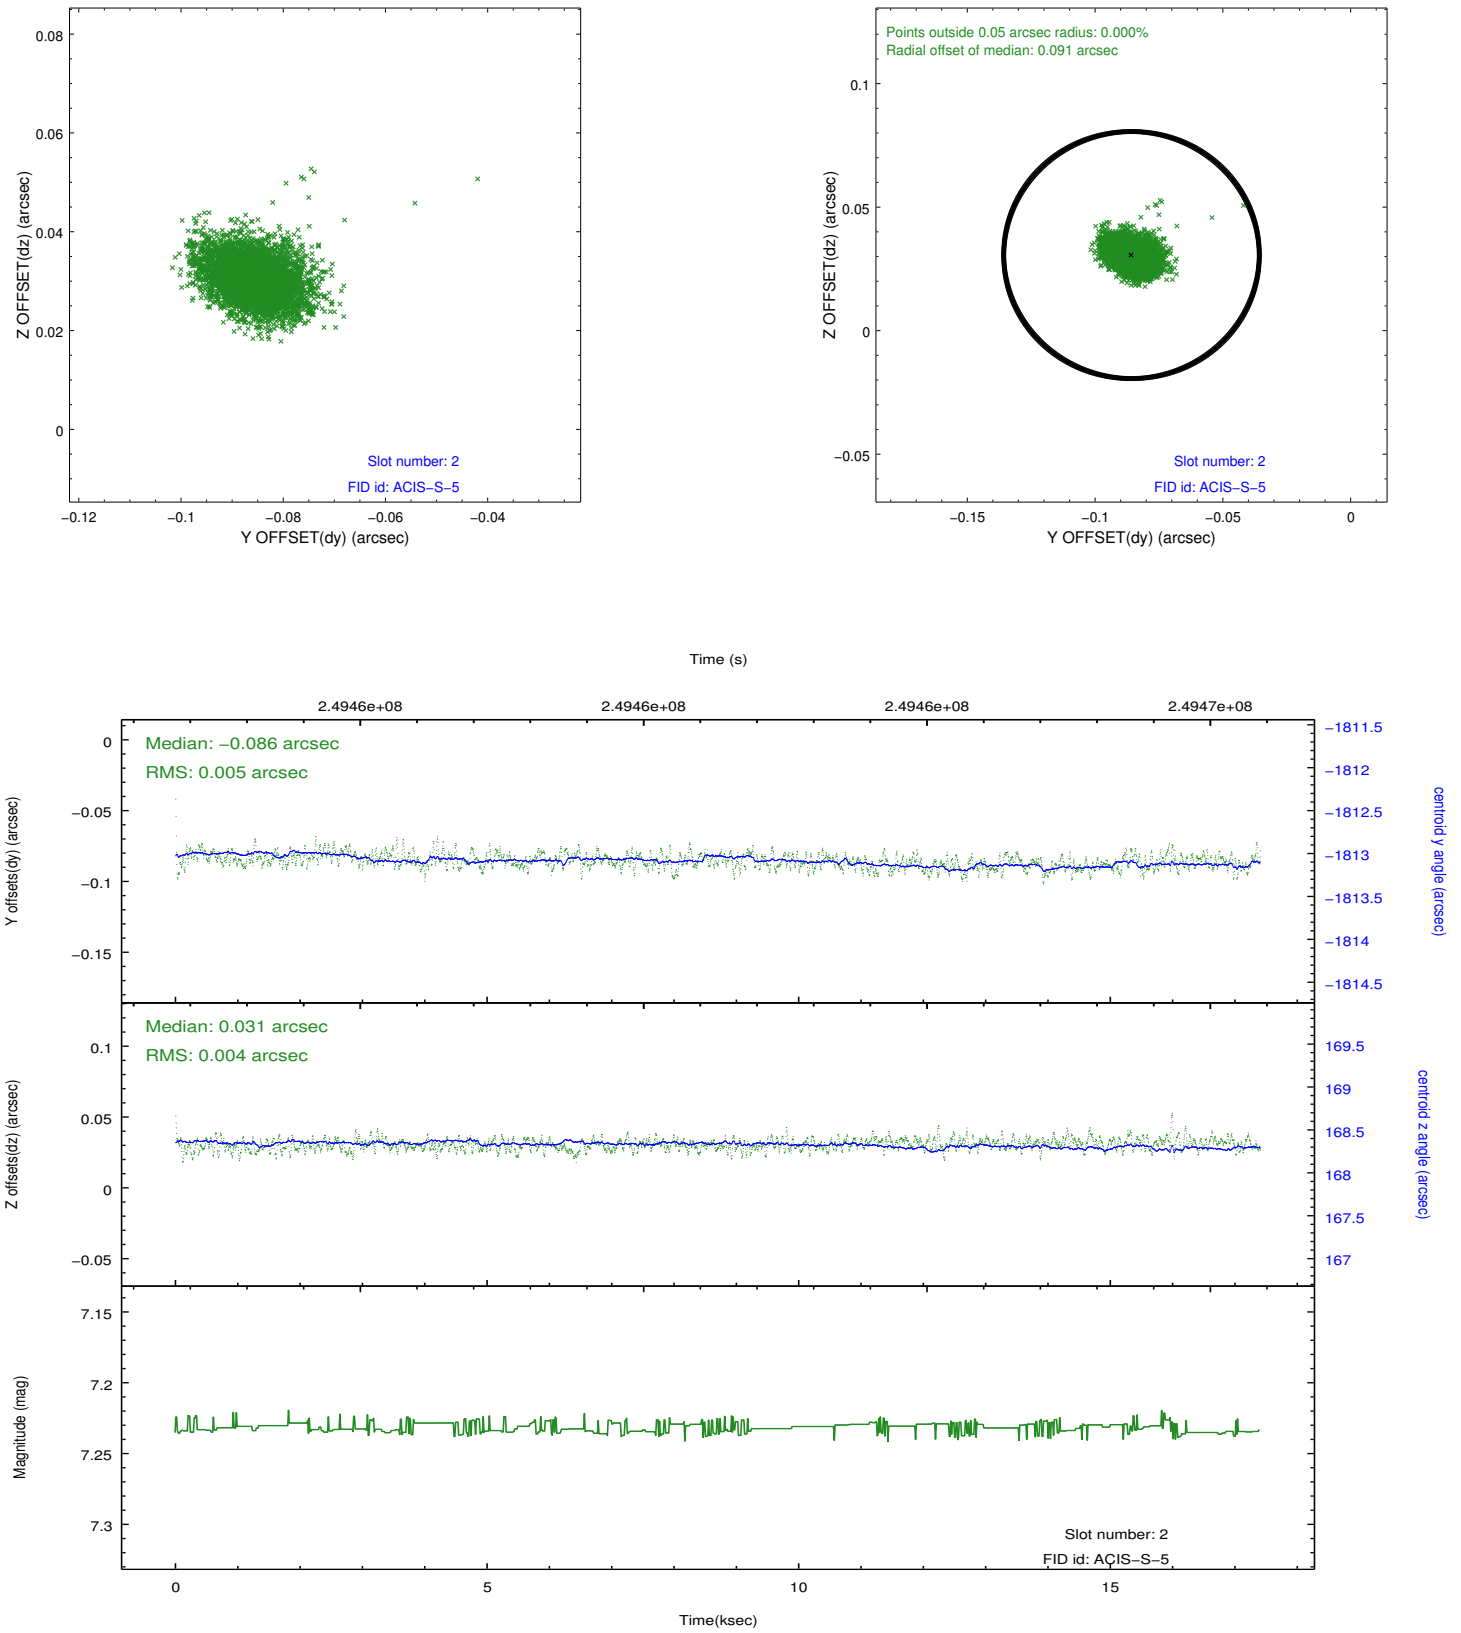 0.08
0.06
0.04
0.02
0
Z OFFSET(dz) (arcsec)
Slot number: 2
FID id: ACIS−S−5
−0.12 −0.1 −0.08 −0.06 −0.04
Y OFFSET(dy) (arcsec)
Points outside 0.05 arcsec radius: 0.000%
Radial offset of median: 0.091 arcsec
0.1
0.05
0
−0.05
Z OFFSET(dz) (arcsec)
Slot number: 2
FID id: ACIS−S−5
−0.15 −0.1 −0.05 0
Y OFFSET(dy) (arcsec)
Time (s)
2.4946e+08 2.4946e+08 2.4946e+08 2.4947e+08
Median: −0.086 arcsec
RMS: 0.005 arcsec
0
−0.05
−0.1
−0.15
Y offsets(dy) (arcsec)
−1811.5
−1812
−1812.5
−1813
−1813.5
−1814
−1814.5
centroid y angle (arcsec)
Median: 0.031 arcsec
RMS: 0.004 arcsec
0.1
0.05
0
−0.05
Z offsets(dz) (arcsec)
169.5
169
168.5
168
167.5
167
centroid z angle (arcsec)
7.15
7.2
7.25
7.3
Magnitude (mag)
Slot number: 2
FID id: ACIS−S−5
0 5 10 15
Time(ksec)